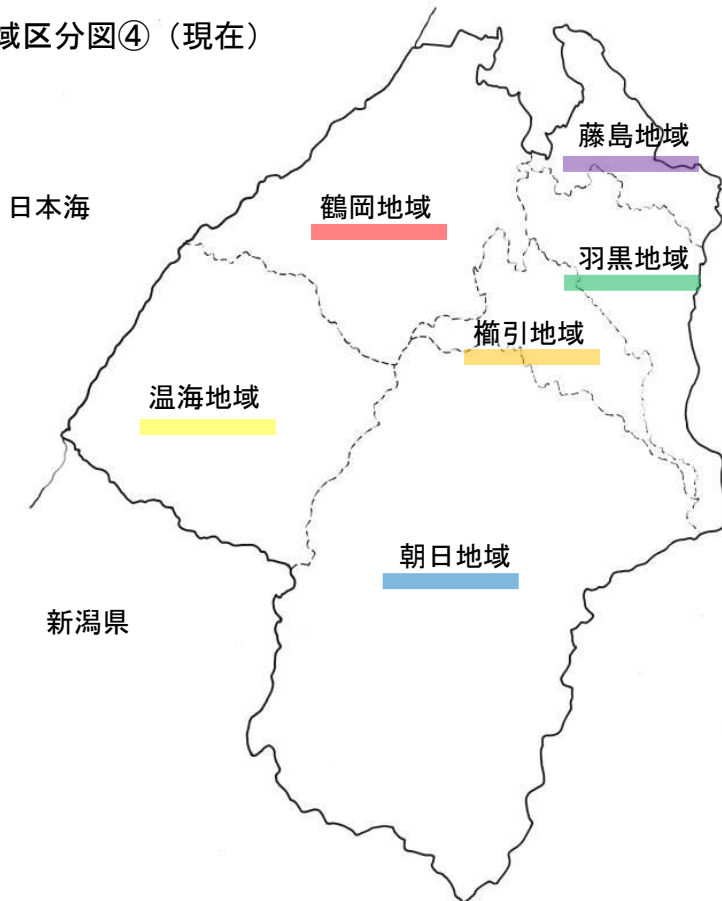 域区分図④（現在）
藤島地域
日本海
鶴岡地域
羽黒地域
櫛引地域
温海地域
朝日地域
新潟県